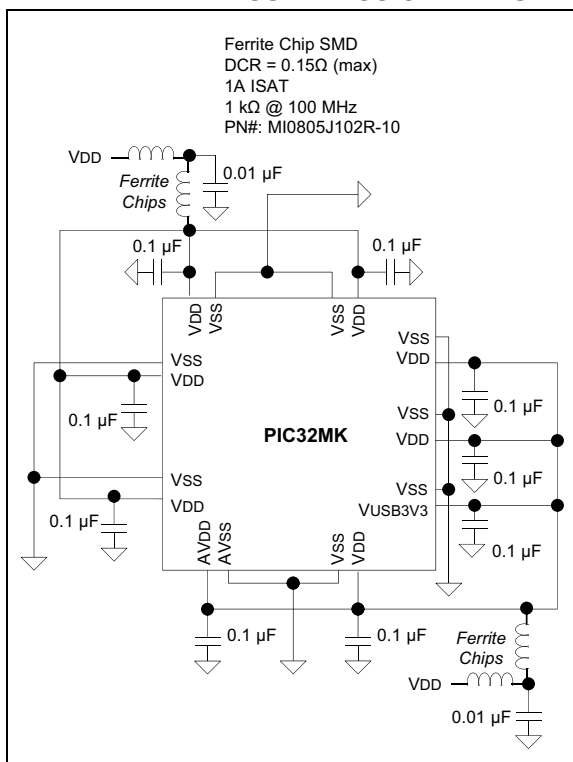 Ferrite Chip SMD
DCR = 0.15Ω (max)
1A ISAT
1 kΩ @ 100 MHz
PN#: MI0805J102R-10
VDD
0.01 µF
Ferrite
Chips
0.1 µF
0.1 µF
VDD
VSS
VSS
VDD
VSS
VDD
VSS
VDD
0.1 µF
0.1 µF
VSS
VDD
0.1 µF
PIC32MK
VSS
VDD
0.1 µF
VSS
VUSB3V3
0.1 µF
0.1 µF
AVDD
AVSS
VSS
VDD
0.1 µF
0.1 µF
Ferrite
Chips
VDD
0.01 µF